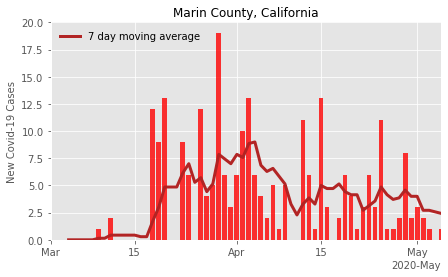 Marin County, California
7 day moving average
New Covid-19 Cases
20.0
17.5
15.0
12.5
10.0
7.5
5.0
2.5
0.0
Mar
15
Apr
15
May
2020-May